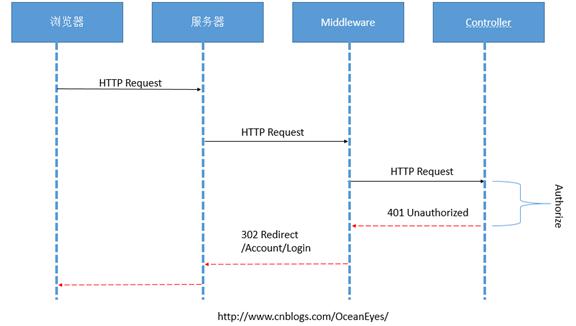 浏览器
服务器
Middleware
Controller
HTTP Request
HTTP Request
HTTP Request
Authorize
401 Unauthorized
302 Redirect
/Account/Login
http://www.cnblogs.com/OceanEyes/